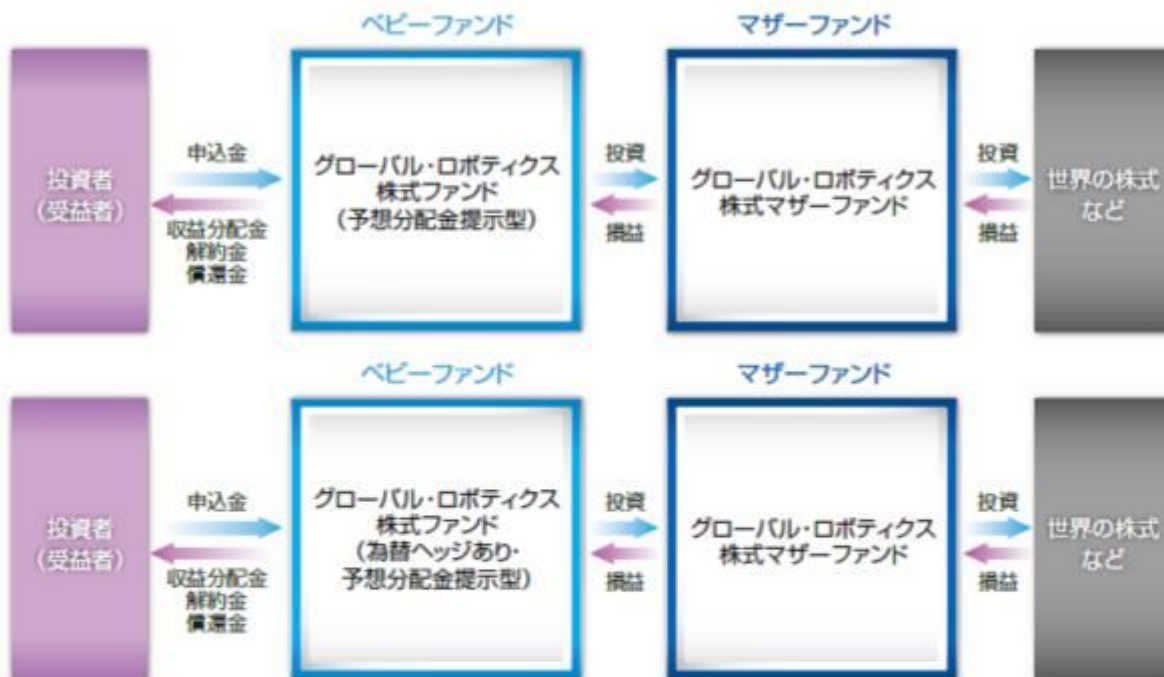 ベビーファンド
マザーファンド
投資者
(受益者)
申込金
収益分配金
解約金
償還金
グローバル・ロボティクス
株式ファンド
(予想分配金提示型)
投資
損益
グローバル・ロボティクス
株式マザーファンド
投資
損益
世界の株式
など
ベビーファンド
マザーファンド
投資者
(受益者)
申込金
収益分配金
解約金
償還金
グローバル・ロボティクス
株式ファンド
(為替ヘッジあり・
予想分配金提示型)
投資
損益
グローバル・ロボティクス
株式マザーファンド
投資
損益
世界の株式
など